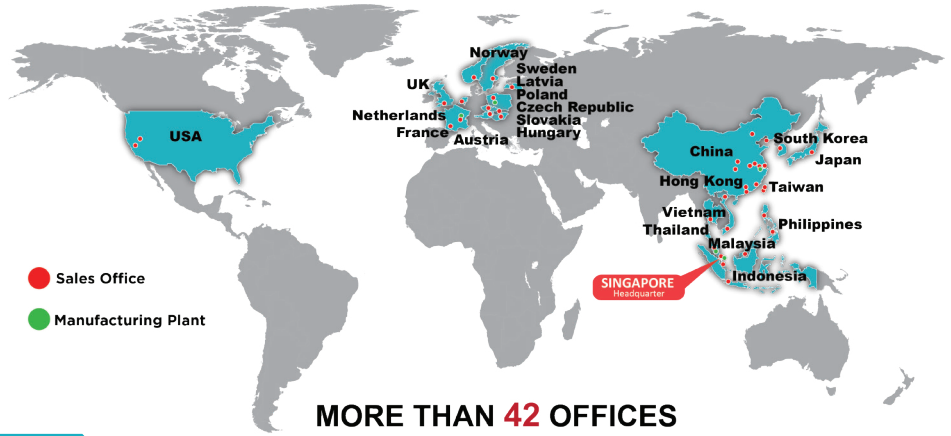 Norway
Sweden
UK
Latvia
Poland
Netherlands
Czech Republic
Slovakia
France
Austria
Hungary
USA
China
South Korea
Japan
Hong Kong
Taiwan
Vietnam
Thailand
Philippines
Malaysia
Indonesia
SINGAPORE
Headquarter
Sales Office
Manufacturing Plant
MORE THAN 42 OFFICES